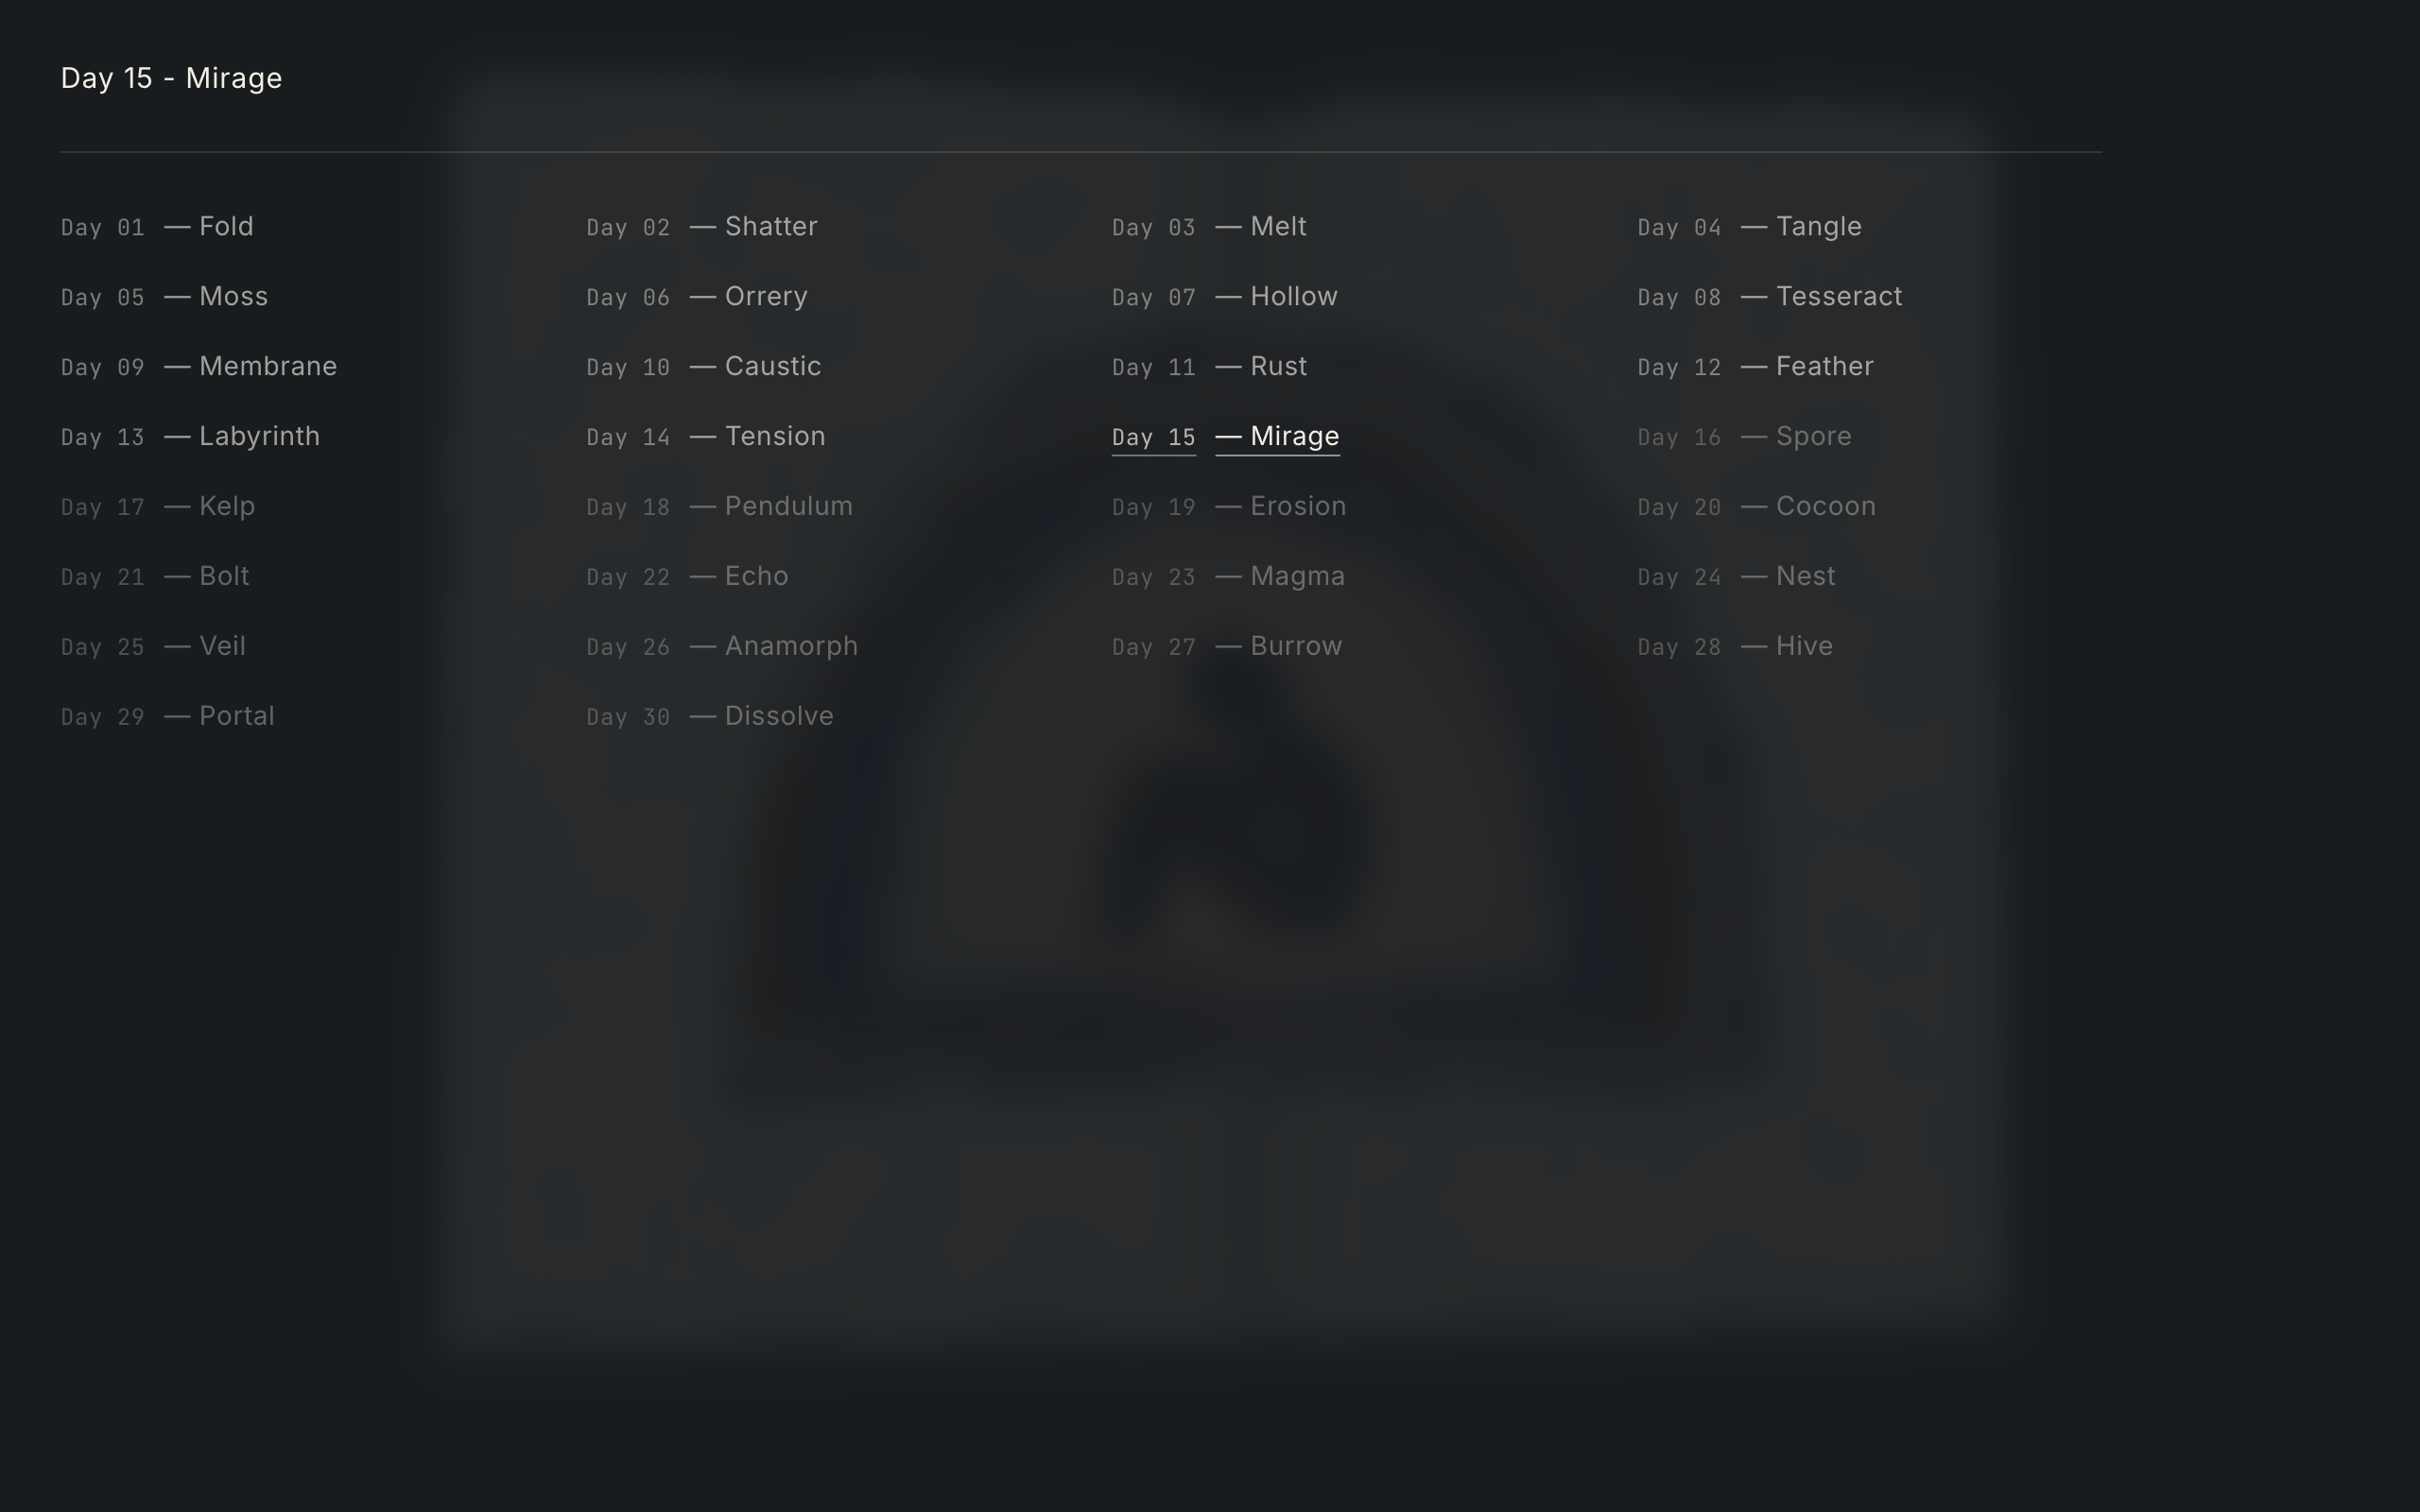 Day 15 - Mirage
Day 01 — Fold
Day 02 — Shatter
Day 03 — Melt
Day 04 — Tangle
Day 05 — Moss
Day 06 — Orrery
Day 07 — Hollow
Day 08 — Tesseract
Day 09 — Membrane
Day 10 — Caustic
Day 11 — Rust
Day 12 — Feather
Day 13 — Labyrinth
Day 14 — Tension
Day 15 — Mirage
Day 16 — Spore
Day 17 — Kelp
Day 18 — Pendulum
Day 19 — Erosion
Day 20 — Cocoon
Day 21 — Bolt
Day 22 — Echo
Day 23 — Magma
Day 24 — Nest
Day 25 — Veil
Day 26 — Anamorph
Day 27 — Burrow
Day 28 — Hive
Day 29 — Portal
Day 30 — Dissolve